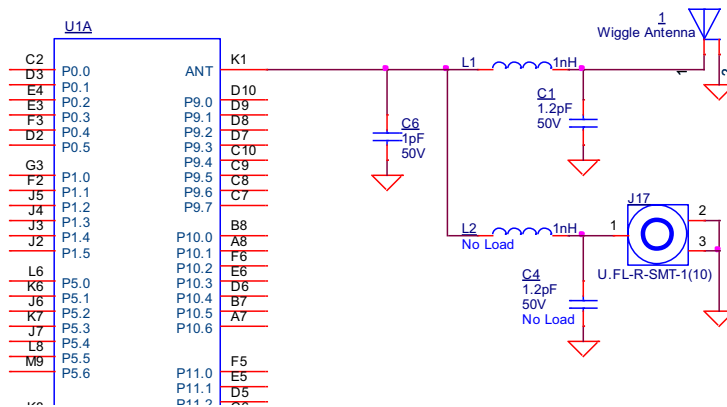 U1A
C2 P0.0 ANT K1
D3 P0.1
E4 P0.2 P9.0 D10
E3 P0.3 P9.1 D9
F3 P0.4 P9.2 D8
D2 P0.5 P9.3 D7
P9.4 C10
G3 P1.0 P9.5 C9
F2 P1.1 P9.6 C8
J5 P1.2 P9.7 C7
J4 P1.3
J3 P1.4 P10.0 B8
J2 P1.5 P10.1 A8
P10.2 F6
L6 P5.0 P10.3 E6
K6 P5.1 P10.4 D6
J6 P5.2 P10.5 B7
K7 P5.3 P10.6 A7
J7 P5.4
L8 P5.5
M9 P5.6 P11.0 F5
P11.1 E5
P11.2 D5
1
Wiggle Antenna
1
2
L1 1nH
C1
1.2pF
50V
C6
1pF
50V
L2 1nH
No Load
C4
1.2pF
50V
No Load
J17
1
2
3
U.FL-R-SMT-1(10)